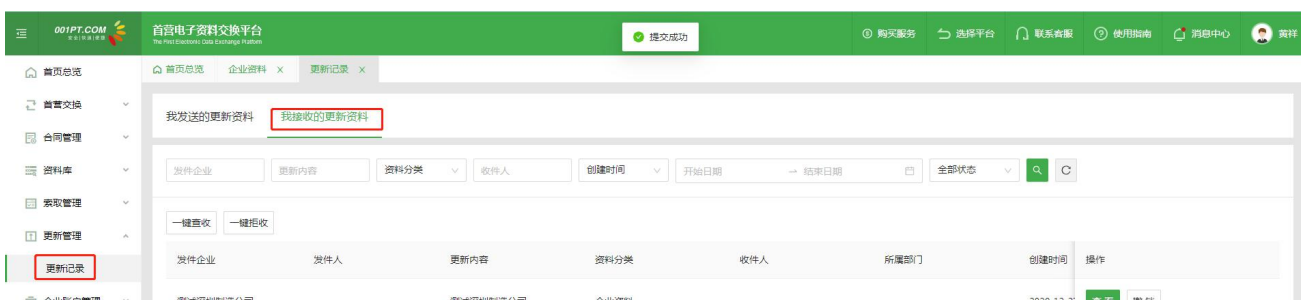 001PT.COM
首营电子资料交换平台
The First Electronic Data Exchange Platform
提交成功
购买服务
选择平台
联系客服
使用指南
消息中心
黄祥
首页总览
首页总览
企业资料 X
更新记录 X
首营交换
合同管理
资料库
索取管理
更新管理
更新记录
我发送的更新资料
我接收的更新资料
发件企业
更新内容
资料分类
收件人
创建时间
开始日期
结束日期
全部状态
一键查收
一键拒收
发件企业
发件人
更新内容
资料分类
收件人
所属部门
创建时间
操作